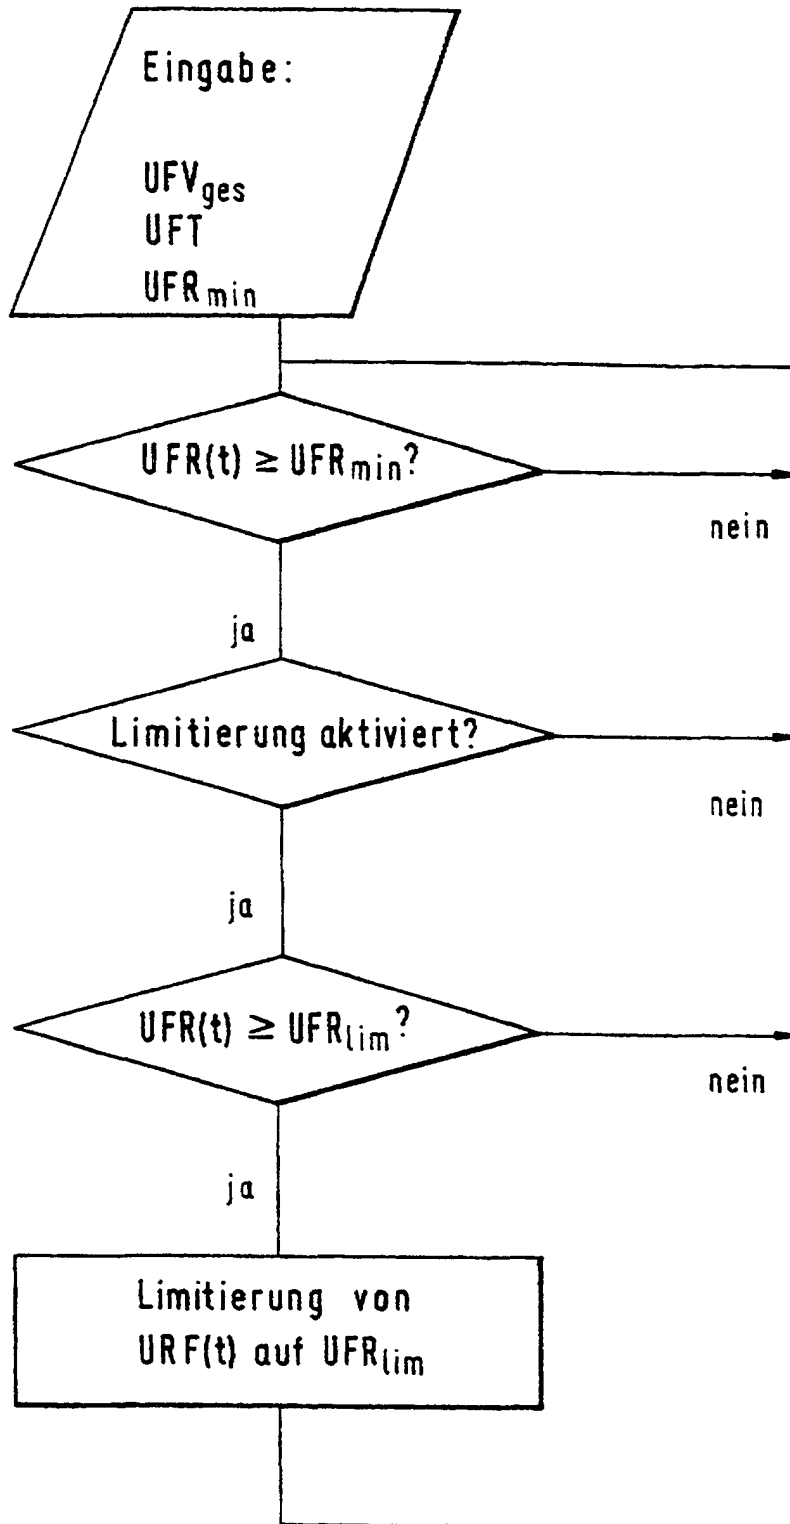 Eingabe:
UFVges
UFT
UFRmin
UFR(t) ≥ UFRmin?
nein
ja
Limitierung aktiviert?
nein
ja
UFR(t) ≥ UFRlim?
nein
ja
Limitierung von
URF(t) auf UFRlim